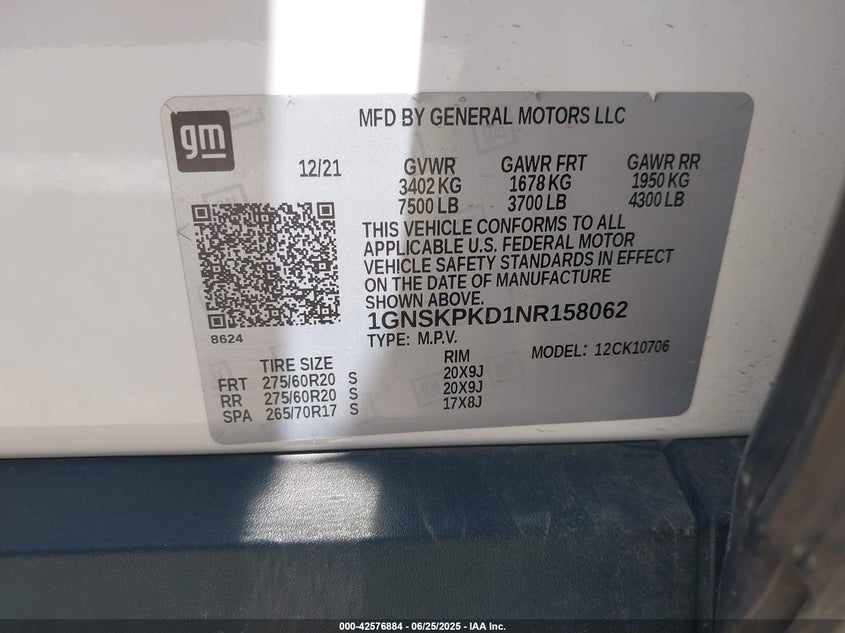 gm
MFD BY GENERAL MOTORS LLC
12/21
GVWR GAWR FRT GAWR RR
3402 KG 1678 KG 1950 KG
7500 LB 3700 LB 4300 LB
THIS VEHICLE CONFORMS TO ALL
APPLICABLE U.S. FEDERAL MOTOR
VEHICLE SAFETY STANDARDS IN EFFECT
ON THE DATE OF MANUFACTURE
SHOWN ABOVE.
8624
1GNSKPKD1NR158062
TYPE: M.P.V. MODEL: 12CK10706
TIRE SIZE RIM
FRT 275/60R20 S 20X9J
RR 275/60R20 S 20X9J
SPA 265/70R17 S 17X8J
000-42576884 - 06/25/2025 - IAA Inc.